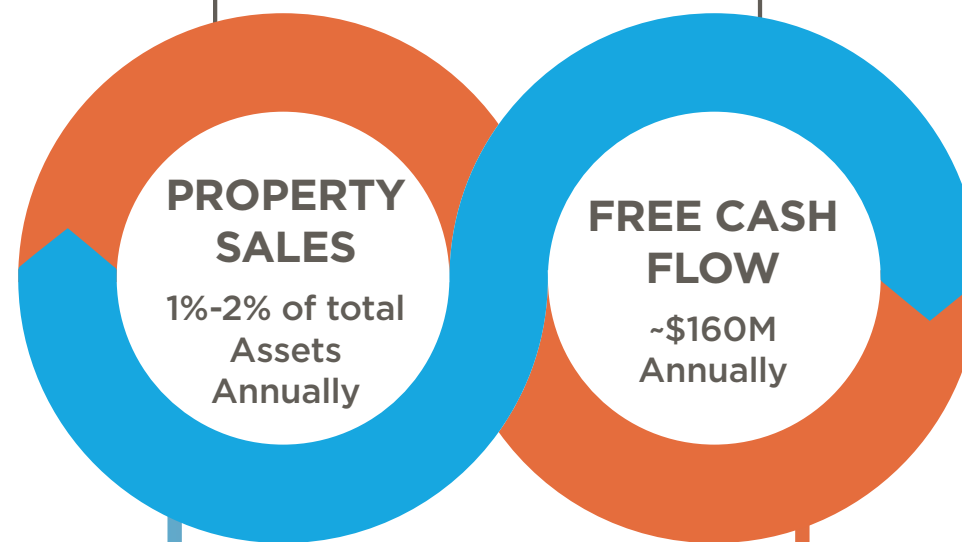 PROPERTY
SALES
1%-2% of total
Assets
Annually
FREE CASH
FLOW
~$160M
Annually